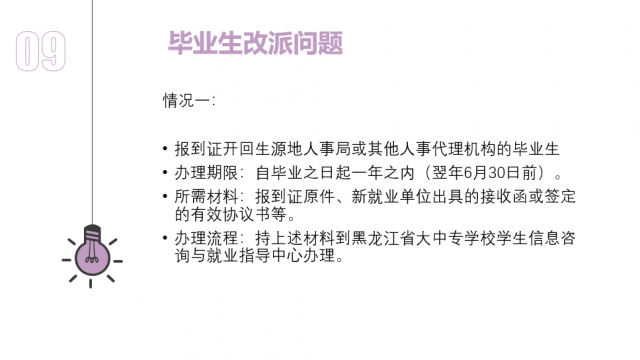 09
毕业生改派问题
情况一：
• 报到证开回生源地人事局或其他人事代理机构的毕业生
• 办理期限：自毕业之日起一年之内（翌年6月30日前）。
• 所需材料：报到证原件、新就业单位出具的接收函或签定
的有效协议书等。
• 办理流程：持上述材料到黑龙江省大中专学校学生信息咨
询与就业指导中心办理。